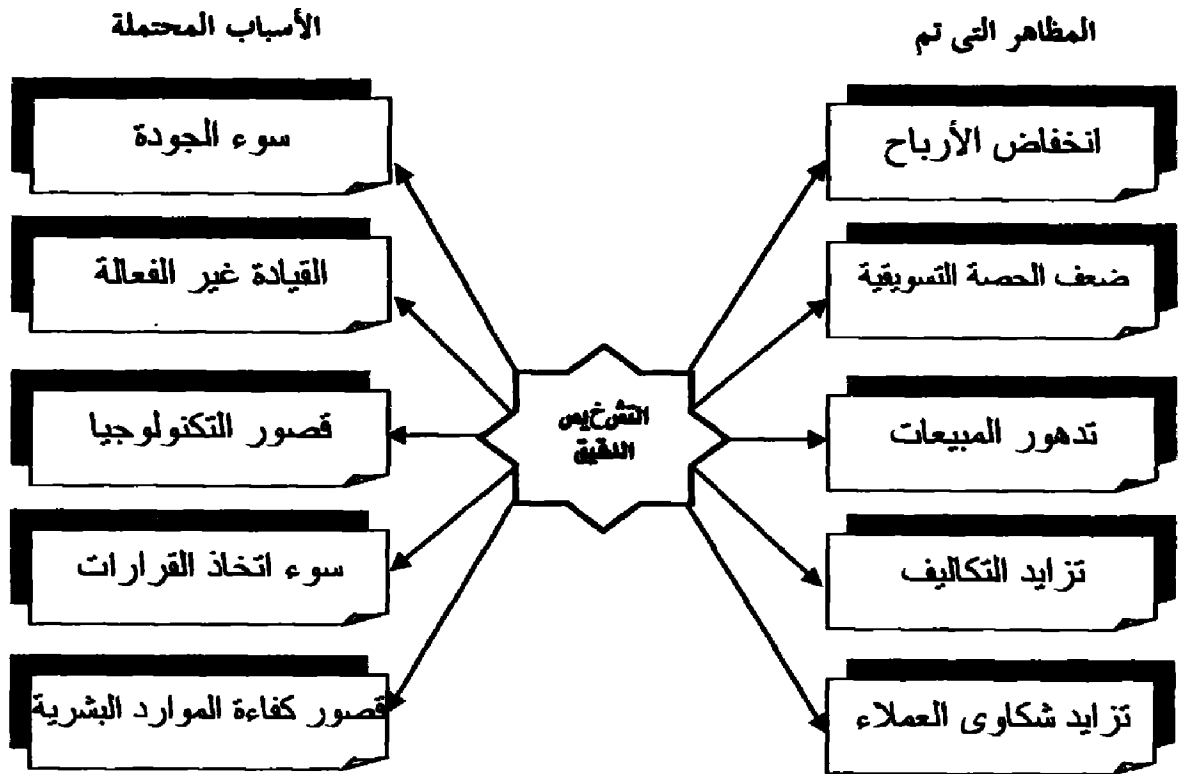 المظاهر التى تم
انخفاض الأرباح
ضعف الحصة التسويقية
تدهور المبيعات
تزايد التكاليف
تزايد شكاوى العملاء
التشخيص
الدقيق
الأسباب المحتملة
سوء الجودة
القيادة غير الفعالة
قصور التكنولوجيا
سوء اتخاذ القرارات
قصور كفاءة الموارد البشرية